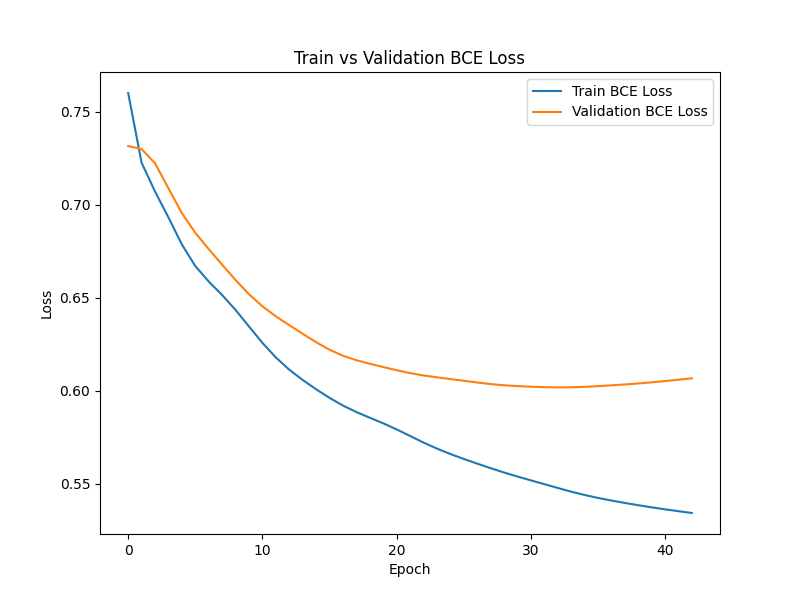 Train vs Validation BCE Loss
Train BCE Loss
Validation BCE Loss
Loss
0.75
0.70
0.65
0.60
0.55
0 10 20 30 40
Epoch